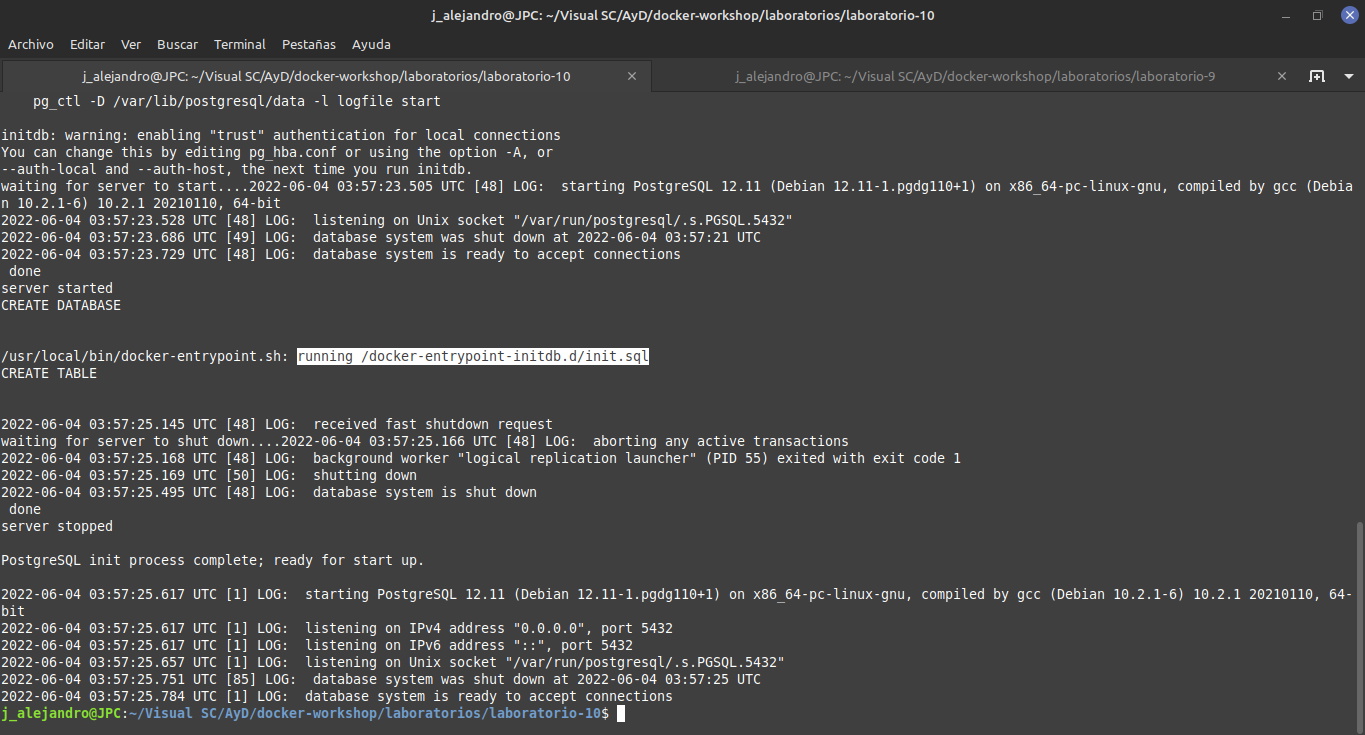 j_alejandro@JPC: ~/Visual SC/AyD/docker-workshop/laboratorios/laboratorio-10
Archivo Editar Ver Buscar Terminal Pestañas Ayuda
j_alejandro@JPC: ~/Visual SC/AyD/docker-workshop/laboratorios/laboratorio-10 × j_alejandro@JPC: ~/Visual SC/AyD/docker-workshop/laboratorios/laboratorio-9 ×
    pg_ctl -D /var/lib/postgresql/data -l logfile start
initdb: warning: enabling "trust" authentication for local connections
You can change this by editing pg_hba.conf or using the option -A, or
--auth-local and --auth-host, the next time you run initdb.
waiting for server to start....2022-06-04 03:57:23.505 UTC [48] LOG:  starting PostgreSQL 12.11 (Debian 12.11-1.pgdg110+1) on x86_64-pc-linux-gnu, compiled by gcc (Debia
n 10.2.1-6) 10.2.1 20210110, 64-bit
2022-06-04 03:57:23.528 UTC [48] LOG:  listening on Unix socket "/var/run/postgresql/.s.PGSQL.5432"
2022-06-04 03:57:23.686 UTC [49] LOG:  database system was shut down at 2022-06-04 03:57:21 UTC
2022-06-04 03:57:23.729 UTC [48] LOG:  database system is ready to accept connections
 done
server started
CREATE DATABASE
/usr/local/bin/docker-entrypoint.sh: running /docker-entrypoint-initdb.d/init.sql
CREATE TABLE
2022-06-04 03:57:25.145 UTC [48] LOG:  received fast shutdown request
waiting for server to shut down....2022-06-04 03:57:25.166 UTC [48] LOG:  aborting any active transactions
2022-06-04 03:57:25.168 UTC [48] LOG:  background worker "logical replication launcher" (PID 55) exited with exit code 1
2022-06-04 03:57:25.169 UTC [50] LOG:  shutting down
2022-06-04 03:57:25.495 UTC [48] LOG:  database system is shut down
 done
server stopped
PostgreSQL init process complete; ready for start up.
2022-06-04 03:57:25.617 UTC [1] LOG:  starting PostgreSQL 12.11 (Debian 12.11-1.pgdg110+1) on x86_64-pc-linux-gnu, compiled by gcc (Debian 10.2.1-6) 10.2.1 20210110, 64-
bit
2022-06-04 03:57:25.617 UTC [1] LOG:  listening on IPv4 address "0.0.0.0", port 5432
2022-06-04 03:57:25.617 UTC [1] LOG:  listening on IPv6 address "::", port 5432
2022-06-04 03:57:25.657 UTC [1] LOG:  listening on Unix socket "/var/run/postgresql/.s.PGSQL.5432"
2022-06-04 03:57:25.751 UTC [85] LOG:  database system was shut down at 2022-06-04 03:57:25 UTC
2022-06-04 03:57:25.784 UTC [1] LOG:  database system is ready to accept connections
j_alejandro@JPC:~/Visual SC/AyD/docker-workshop/laboratorios/laboratorio-10$